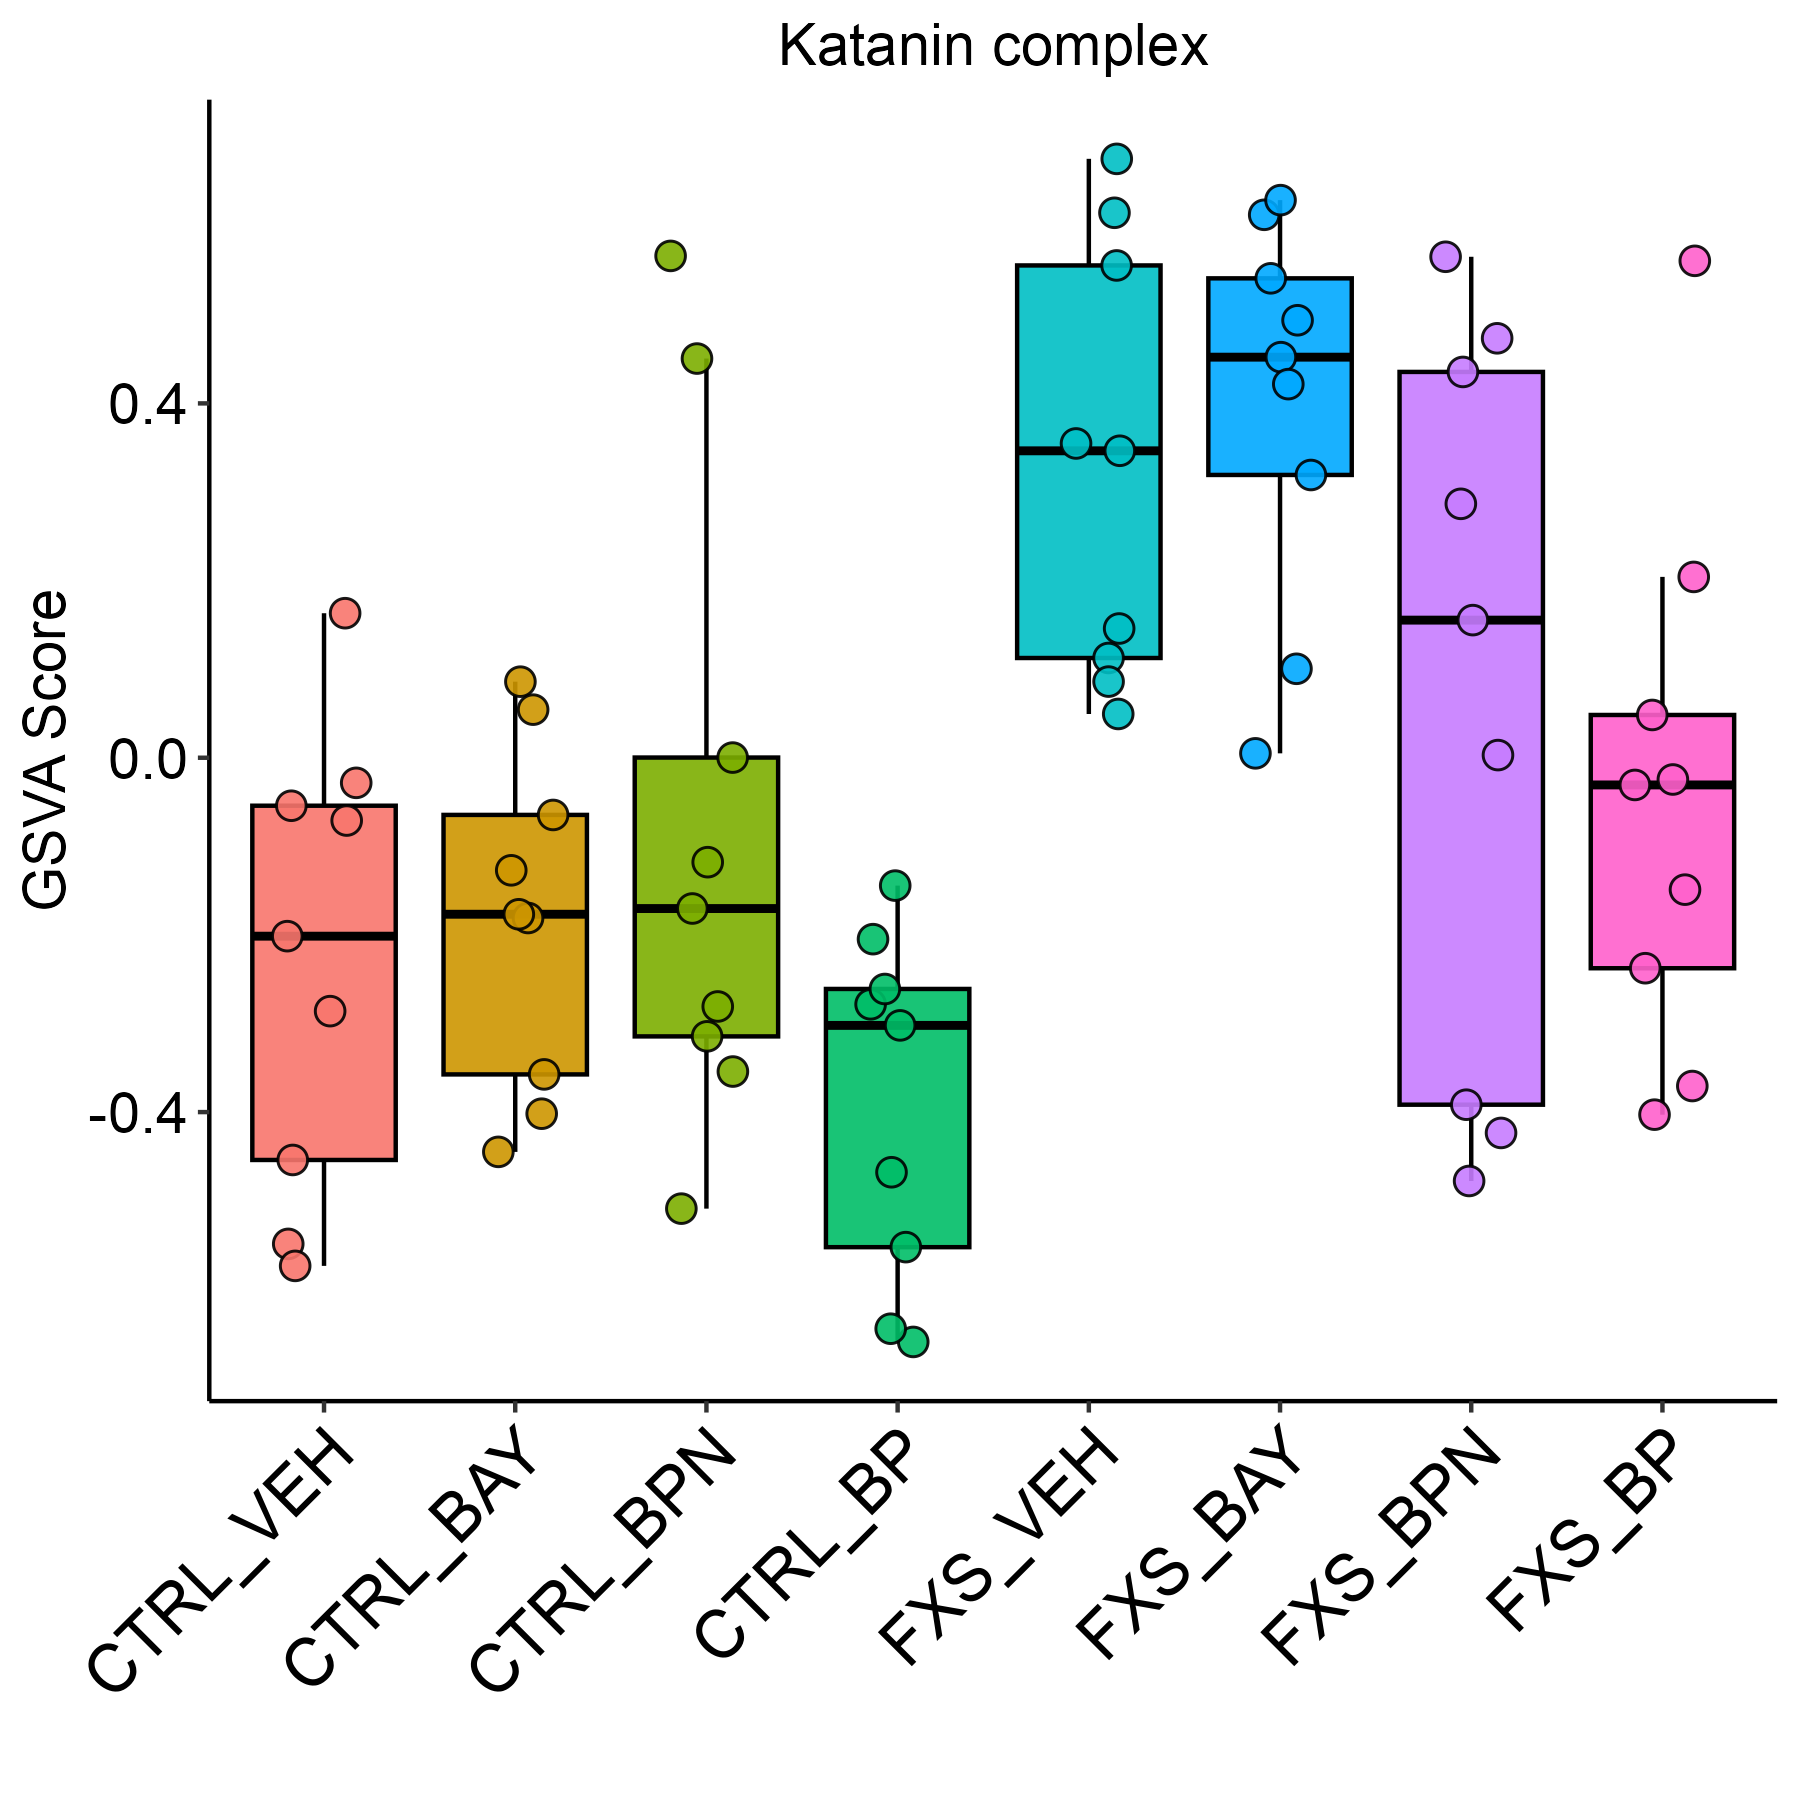 Katanin complex
GSVA Score
0.4
0.0
-0.4
CTRL_VEH
CTRL_BAY
CTRL_BPN
CTRL_BP
FXS_VEH
FXS_BAY
FXS_BPN
FXS_BP